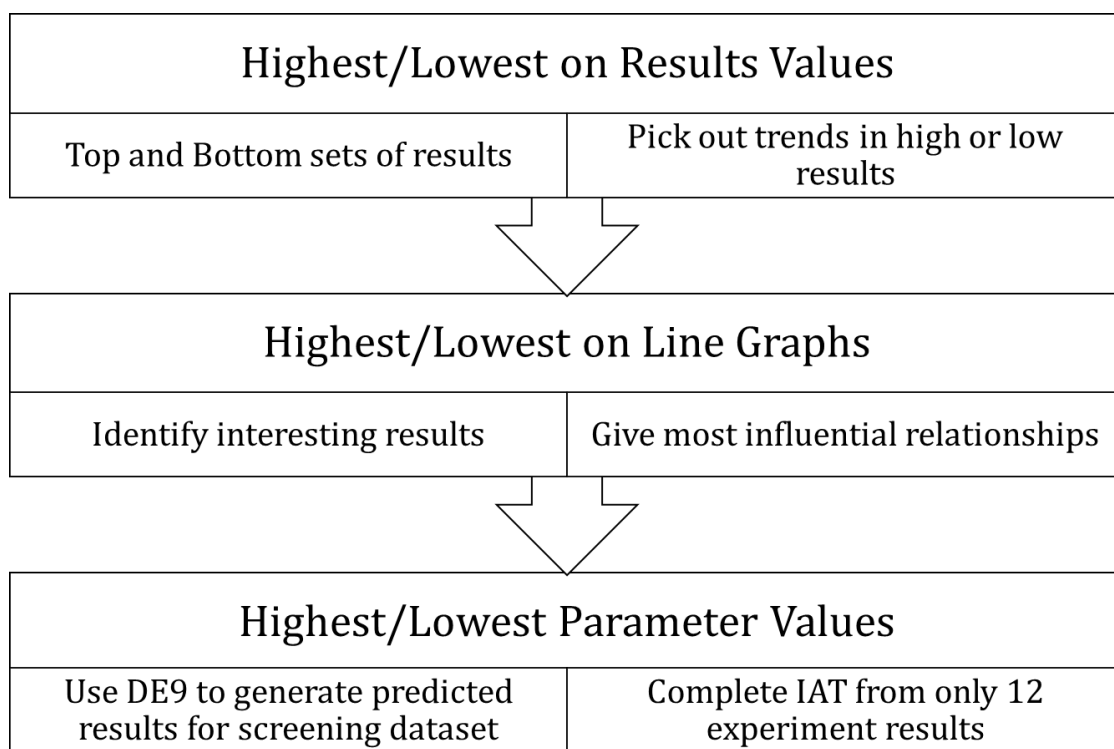 Highest/Lowest on Results Values
Top and Bottom sets of results
Pick out trends in high or low
results
Highest/Lowest on Line Graphs
Identify interesting results
Give most influential relationships
Highest/Lowest Parameter Values
Use DE9 to generate predicted
results for screening dataset
Complete IAT from only 12
experiment results